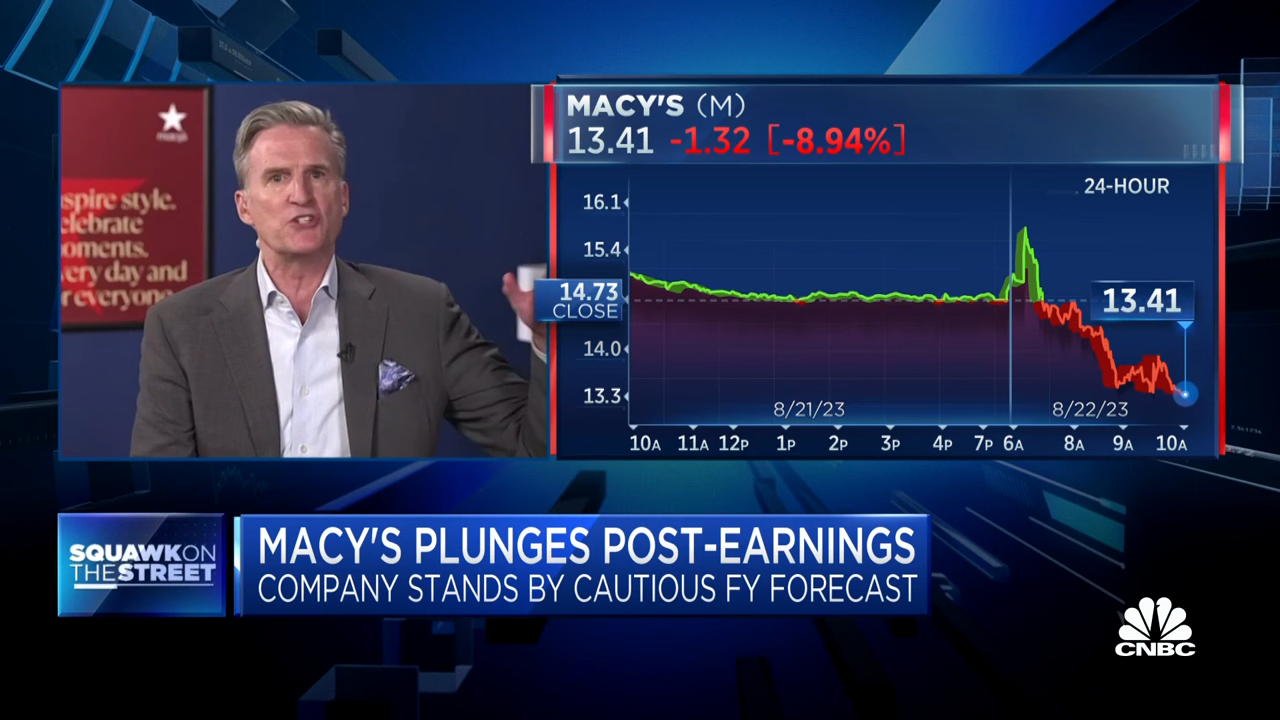 macys
spire style.
elebrate
oments.
ery day and
r everyone
MACY'S (M)
13.41 -1.32 [-8.94%]
24-HOUR
16.1
15.4
14.73
CLOSE
14.0
13.3
13.41
8/21/23
8/22/23
10A 11A 12P 1P 2P 3P 4P 7P 6A 8A 9A 10A
SQUAWK ON
THE STREET
MACY'S PLUNGES POST-EARNINGS
COMPANY STANDS BY CAUTIOUS FY FORECAST
CNBC